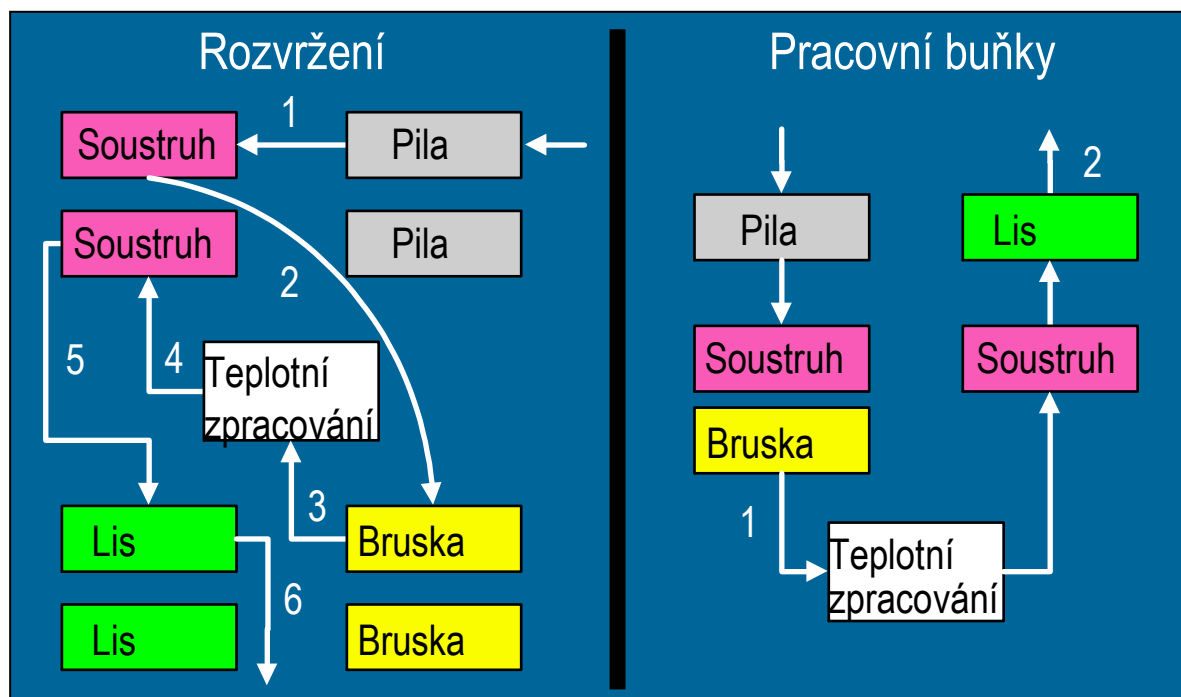 Rozvržení
1
Soustruh
Pila
Soustruh
Pila
2
5
4
Teplotní
zpracování
3
Lis
Bruska
6
Lis
Bruska
Pracovní buňky
2
Pila
Lis
Soustruh
Soustruh
Bruska
1
Teplotní
zpracování